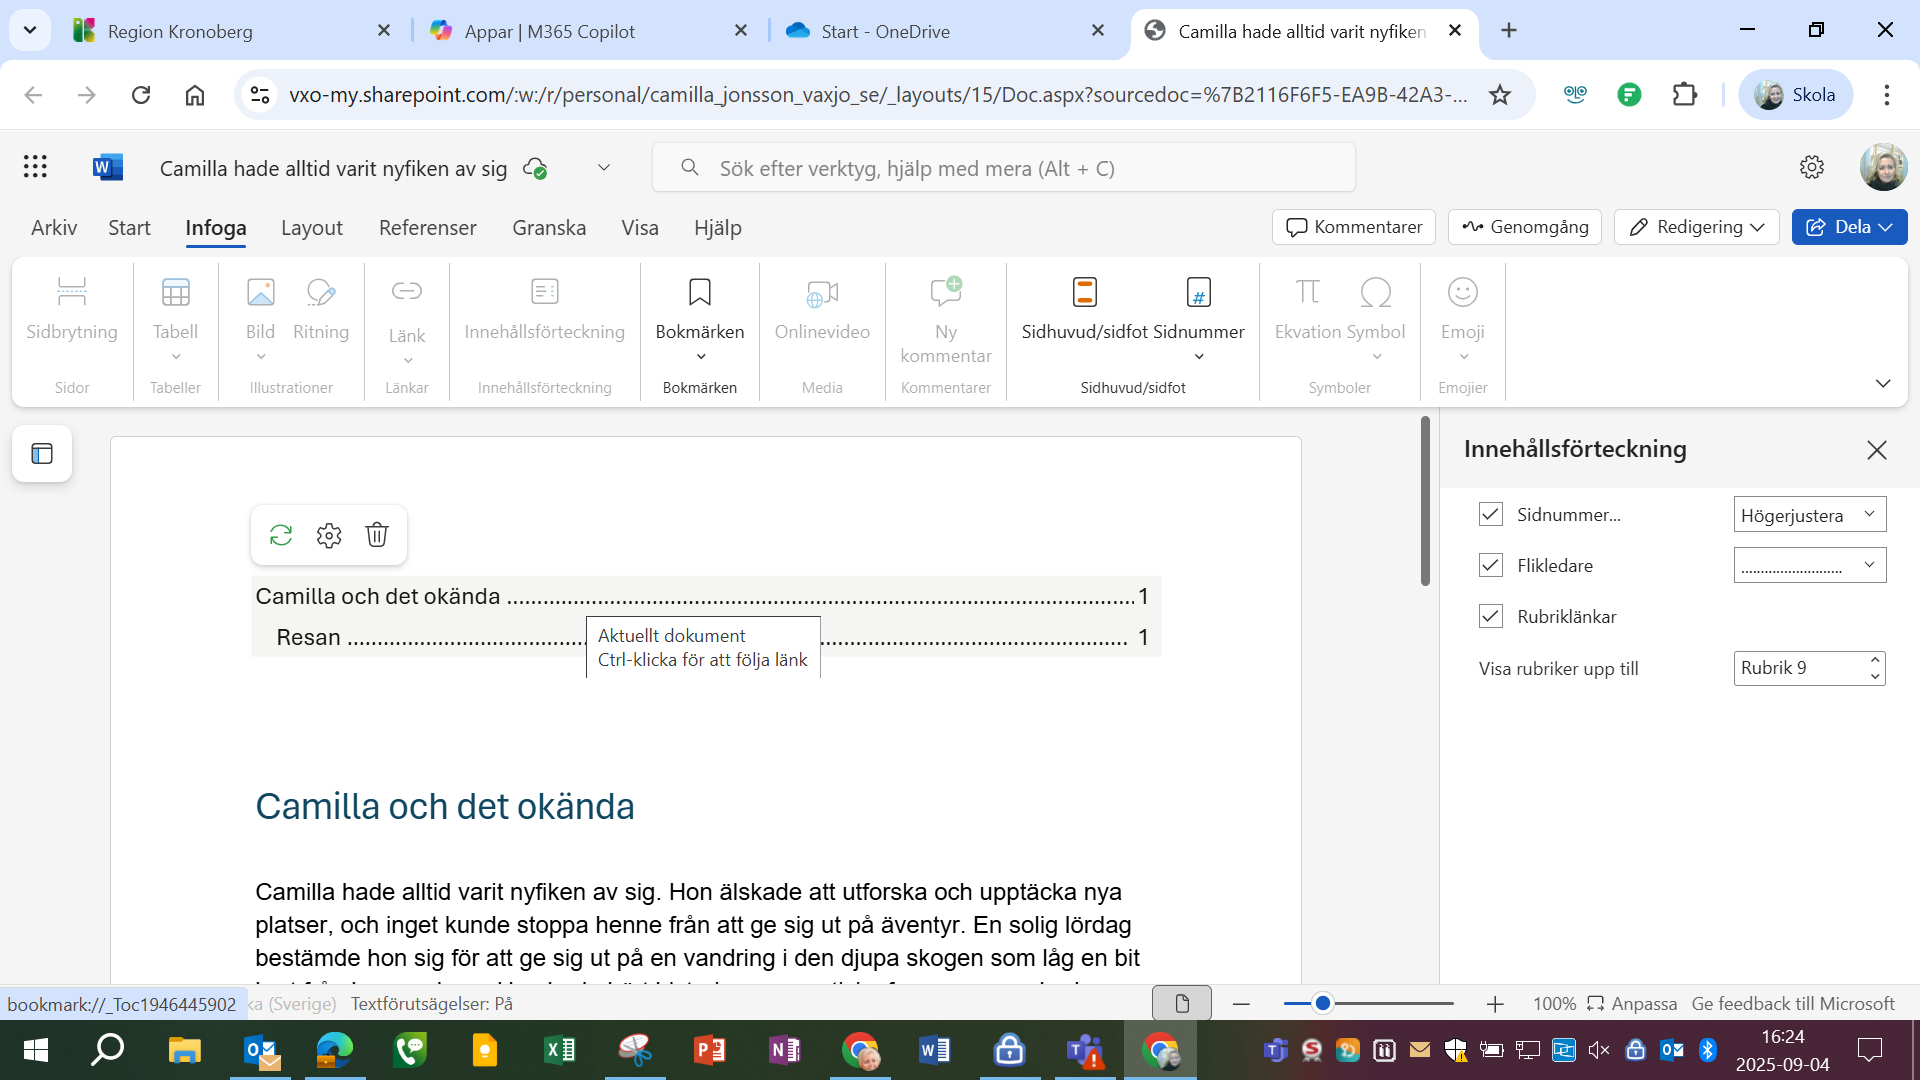 Region Kronoberg
Appar | M365 Copilot
Start - OneDrive
Camilla hade alltid varit nyfiken
vxo-my.sharepoint.com/:w:/r/personal/camilla_jonsson_vaxjo_se/_layouts/15/Doc.aspx?sourcedoc=%7B2116F6F5-EA9B-42A3-...
Skola
Camilla hade alltid varit nyfiken av sig
Sök efter verktyg, hjälp med mera (Alt + C)
Arkiv Start Infoga Layout Referenser Granska Visa Hjälp
Kommentarer Genomgång Redigering Dela
Sidbrytning Tabell Bild Ritning Länk Innehållsförteckning Bokmärken Onlinevideo Ny kommentar Sidhuvud/sidfot Sidnummer Ekvation Symbol Emoji
Sidor Tabeller Illustrationer Länkar Innehållsförteckning Bokmärken Media Kommentarer Sidhuvud/sidfot Symboler Emojier
Innehållsförteckning
Sidnummer... Högerjustera
Flikledare ..........................
Rubriklänkar
Visa rubriker upp till Rubrik 9
Camilla och det okända ........................................................................................................ 1
Resan ........................................................................................................ 1
Aktuellt dokument
Ctrl-klicka för att följa länk
Camilla och det okända
Camilla hade alltid varit nyfiken av sig. Hon älskade att utforska och upptäcka nya
platser, och inget kunde stoppa henne från att ge sig ut på äventyr. En solig lördag
bestämde hon sig för att ge sig ut på en vandring i den djupa skogen som låg en bit
bookmark://_Toc1946445902 ka (Sverige) Textförutsägelser: På
100% Anpassa Ge feedback till Microsoft
16:24
2025-09-04